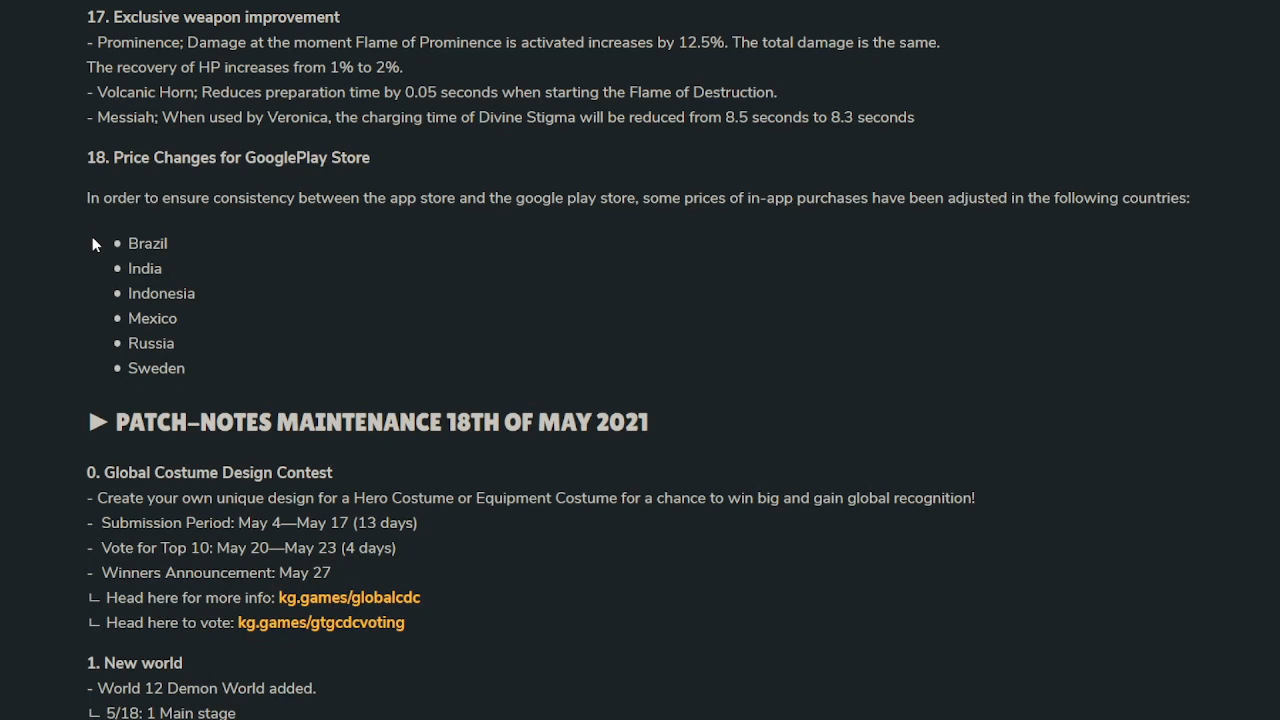 17. Exclusive weapon improvement
- Prominence; Damage at the moment Flame of Prominence is activated increases by 12.5%. The total damage is the same.
The recovery of HP increases from 1% to 2%.
- Volcanic Horn; Reduces preparation time by 0.05 seconds when starting the Flame of Destruction.
- Messiah; When used by Veronica, the charging time of Divine Stigma will be reduced from 8.5 seconds to 8.3 seconds
18. Price Changes for GooglePlay Store
In order to ensure consistency between the app store and the google play store, some prices of in-app purchases have been adjusted in the following countries:
• Brazil
• India
• Indonesia
• Mexico
• Russia
• Sweden
► PATCH-NOTES MAINTENANCE 18TH OF MAY 2021
0. Global Costume Design Contest
- Create your own unique design for a Hero Costume or Equipment Costume for a chance to win big and gain global recognition!
- Submission Period: May 4—May 17 (13 days)
- Vote for Top 10: May 20—May 23 (4 days)
- Winners Announcement: May 27
ㄴ Head here for more info: kg.games/globalcdc
ㄴ Head here to vote: kg.games/gtgcdcvoting
1. New world
- World 12 Demon World added.
ㄴ 5/18: 1 Main stage